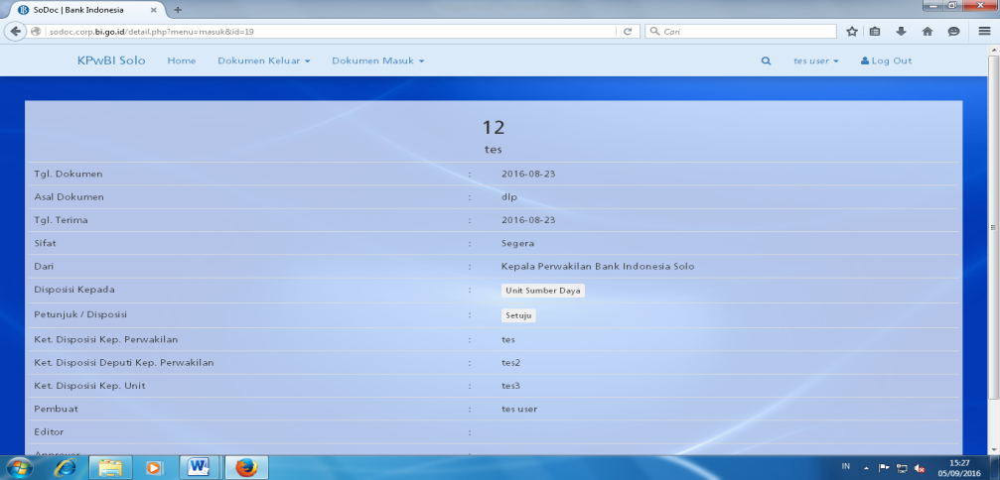 SoDoc | Bank Indonesia
sodoc.corp.bi.go.id/detail.php?menu=masuk&id=19
Cari
KPwBI Solo Home Dokumen Keluar Dokumen Masuk tes user Log Out
12
tes
Tgl. Dokumen : 2016-08-23
Asal Dokumen : dlp
Tgl. Terima : 2016-08-23
Sifat : Segera
Dari : Kepala Perwakilan Bank Indonesia Solo
Disposisi Kepada : Unit Sumber Daya
Petunjuk / Disposisi : Setuju
Ket. Disposisi Kep. Perwakilan : tes
Ket. Disposisi Deputi Kep. Perwakilan : tes2
Ket. Disposisi Kep. Unit : tes3
Pembuat : tes user
Editor :
Approver :
IN 15:27
05/09/2016